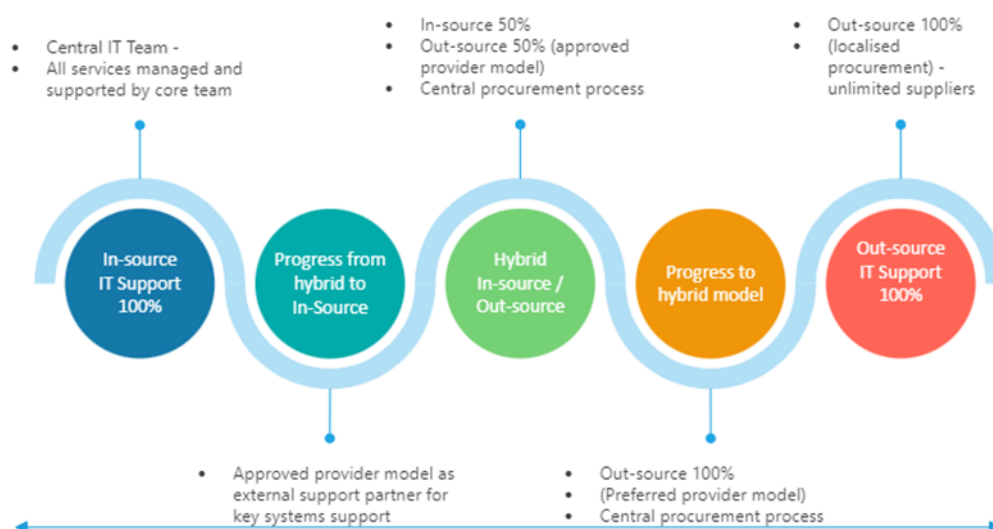 • Central IT Team -
• All services managed and
supported by core team
• In-source 50%
• Out-source 50% (approved
provider model)
• Central procurement process
• Out-source 100%
• (localised
procurement) -
unlimited suppliers
In-source
IT Support
100%
Progress from
hybrid to
In-Source
Hybrid
In-source /
Out-source
Progress to
hybrid model
Out-source
IT Support
100%
• Approved provider model as
external support partner for
key systems support
• Out-source 100%
• (Preferred provider model)
• Central procurement process